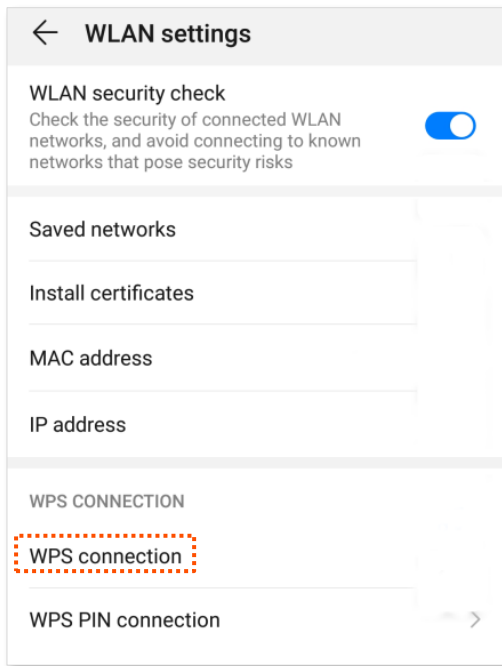 WLAN settings
WLAN security check
Check the security of connected WLAN
networks, and avoid connecting to known
networks that pose security risks
Saved networks
Install certificates
MAC address
IP address
WPS CONNECTION
WPS connection
WPS PIN connection